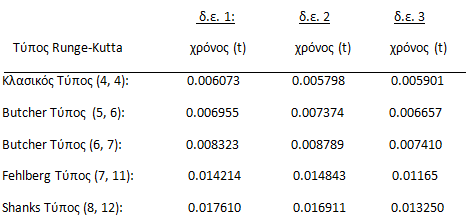 δ.ε. 1: δ.ε. 2 δ.ε. 3
Τύπος Runge-Kutta χρόνος (t) χρόνος (t) χρόνος (t)
Κλασικός Τύπος (4, 4): 0.006073 0.005798 0.005901
Butcher Τύπος (5, 6): 0.006955 0.007374 0.006657
Butcher Τύπος (6, 7): 0.008323 0.008789 0.007410
Fehlberg Τύπος (7, 11): 0.014214 0.014843 0.01165
Shanks Τύπος (8, 12): 0.017610 0.016911 0.013250